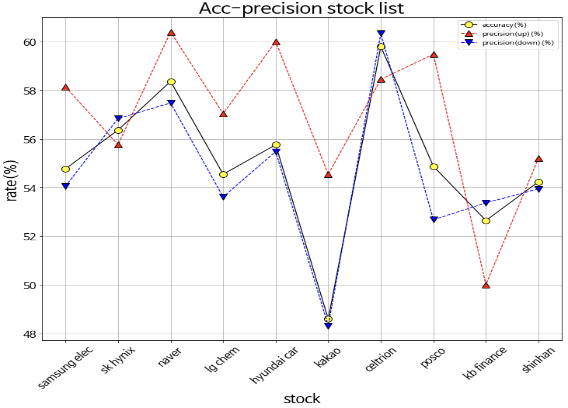 Acc-precision stock list
accuracy(%)
precision(up)(%)
precision(down)(%)
rate(%)
60
58
56
54
52
50
48
samsung elec
sk hynix
naver
lg chem
hyundai car
kakao
celtrion
posco
kb finance
shinhan
stock